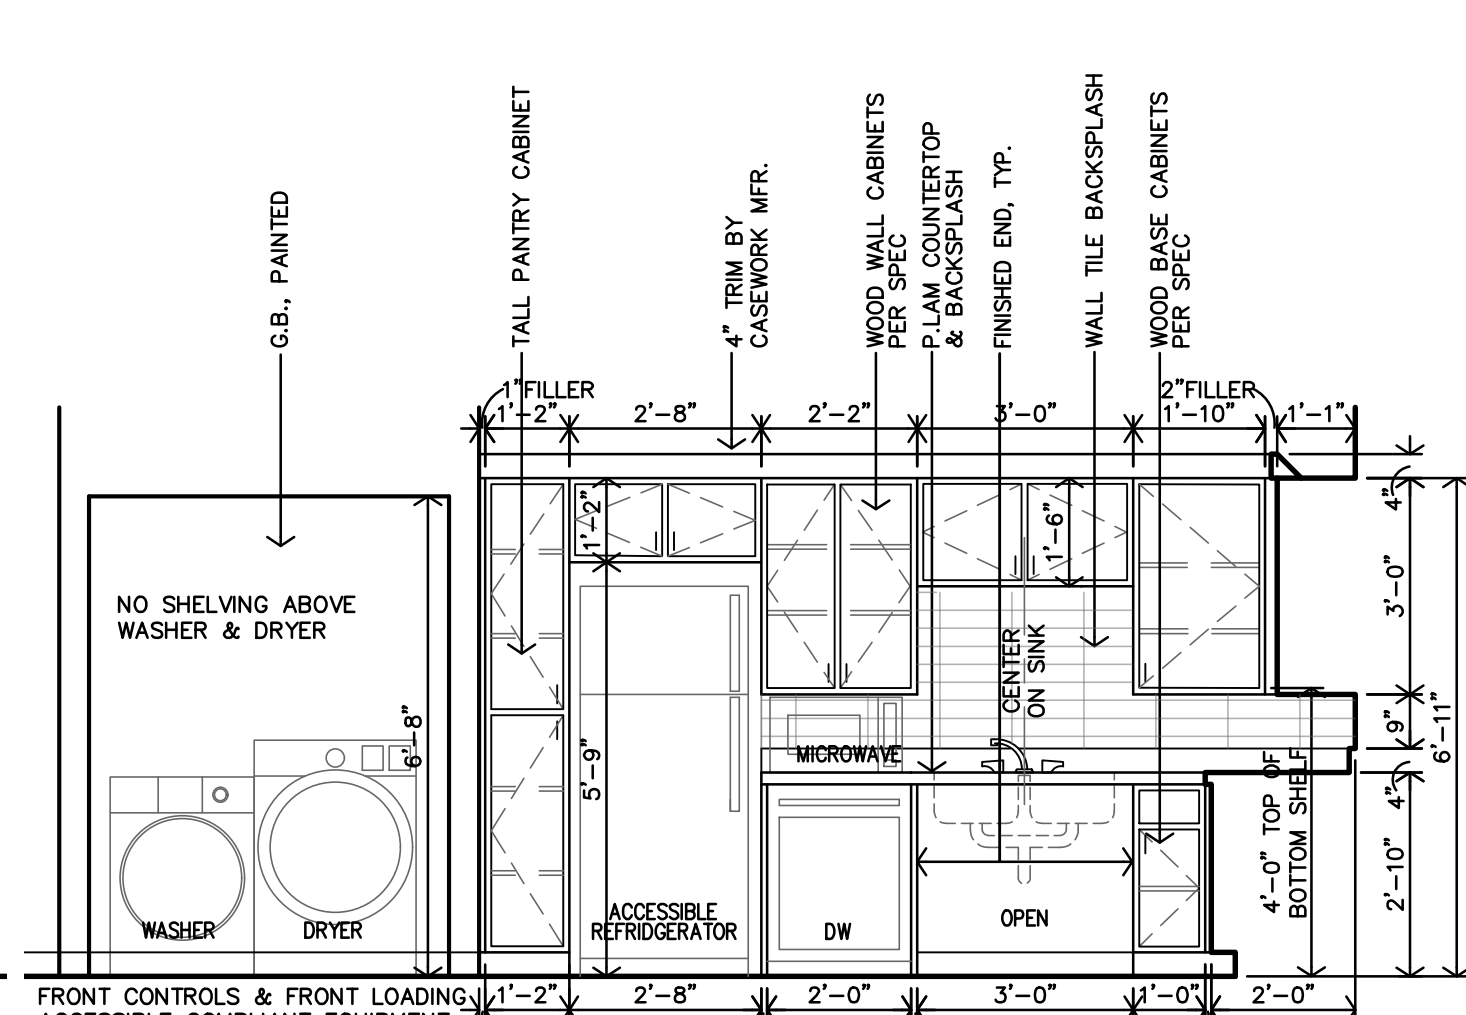 G.B., PAINTED
TALL PANTRY CABINET
4" TRIM BY
CASEWORK MFR.
WOOD WALL CABINETS
PER SPEC
P.LAM COUNTERTOP
& BACKSPLASH
FINISHED END, TYP.
WALL TILE BACKSPLASH
WOOD BASE CABINETS
PER SPEC
1"FILLER
2"FILLER
1'-2"
2'-8"
2'-2"
3'-0"
1'-10"
1'-1"
1'-2"
1'-6"
4"
3'-0"
NO SHELVING ABOVE
WASHER & DRYER
CENTER
ON SINK
6'-8"
5'-9"
9"
6'-11"
MICROWAVE
4"
4'-0" TOP OF
BOTTOM SHELF
2'-10"
WASHER
DRYER
ACCESSIBLE
REFRIDGERATOR
DW
OPEN
FRONT CONTROLS & FRONT LOADING
1'-2"
2'-8"
2'-0"
3'-0"
1'-0"
2'-0"
ACCESSIBLE COMPLIANT EQUIPMENT